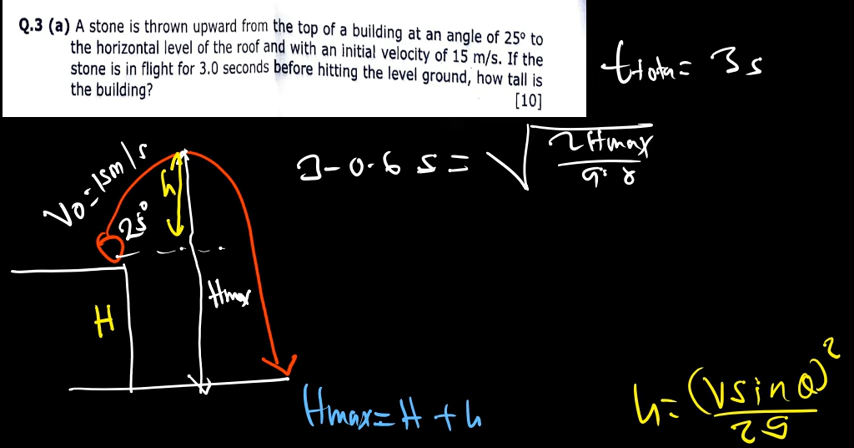 Q.3 (a) A stone is thrown upward from the top of a building at an angle of 25º to
the horizontal level of the roof and with an initial velocity of 15 m/s. If the
stone is in flight for 3.0 seconds before hitting the level ground, how tall is
the building?
[10]
ttotal = 3s
3-0.6 s = √2Hmax/9.8
V0=15m/s
25°
h
H
Hmax
Hmax = H + h
h = (Vsinθ)²/2g